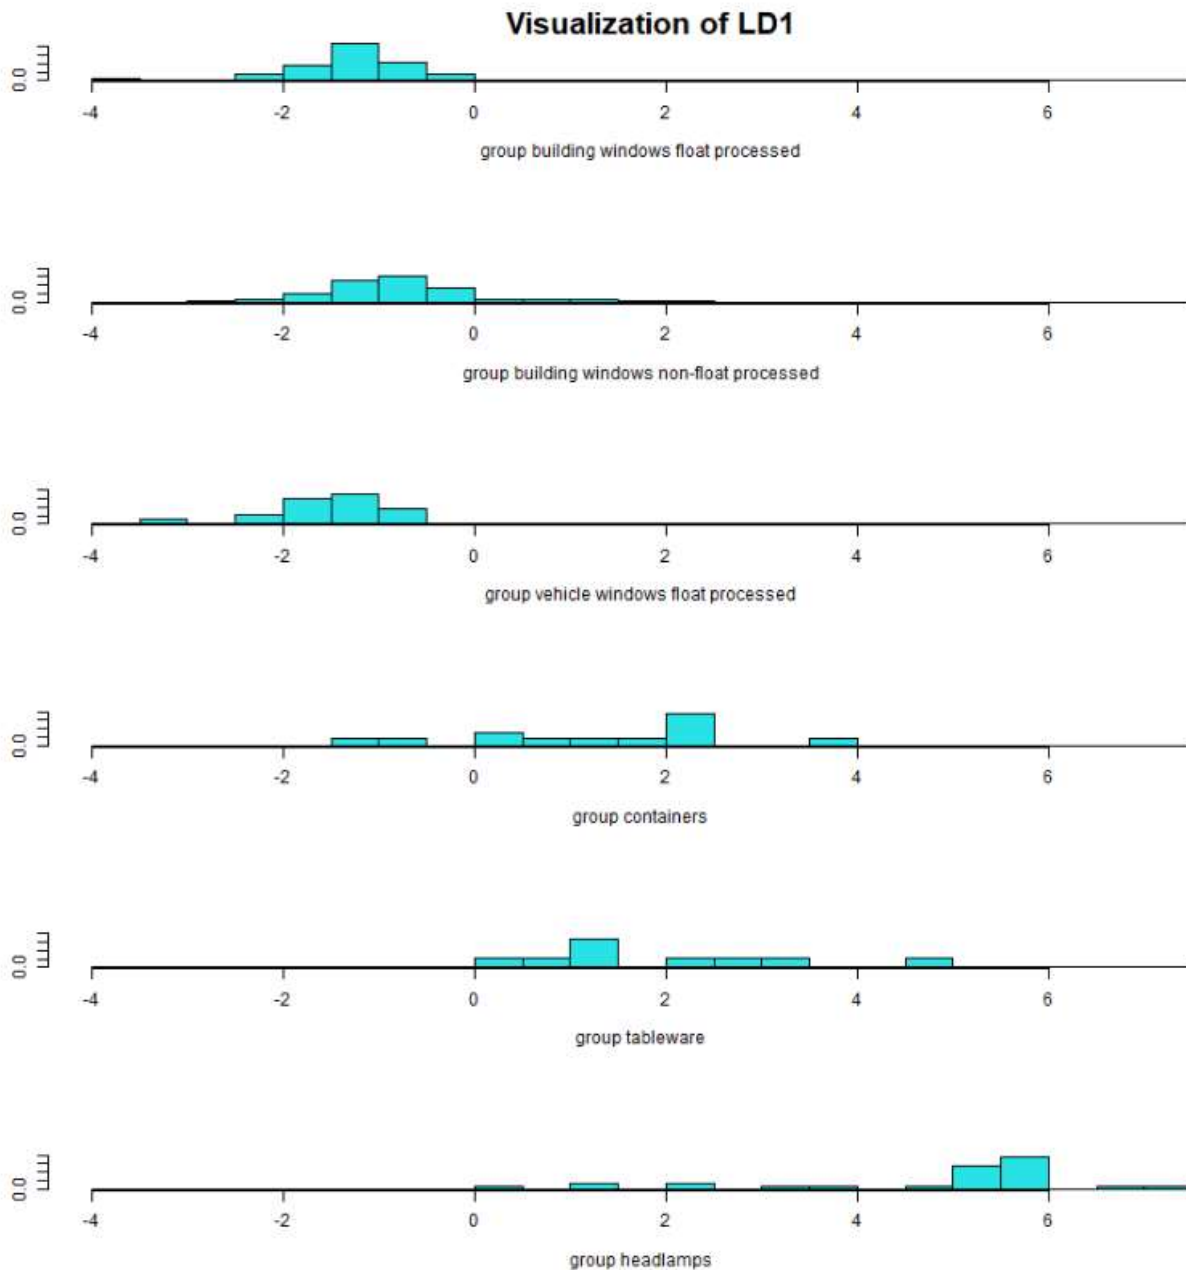 Visualization of LD1
0.0
-4 -2 0 2 4 6
group building windows float processed
0.0
-4 -2 0 2 4 6
group building windows non-float processed
0.0
-4 -2 0 2 4 6
group vehicle windows float processed
0.0
-4 -2 0 2 4 6
group containers
0.0
-4 -2 0 2 4 6
group tableware
0.0
-4 -2 0 2 4 6
group headlamps